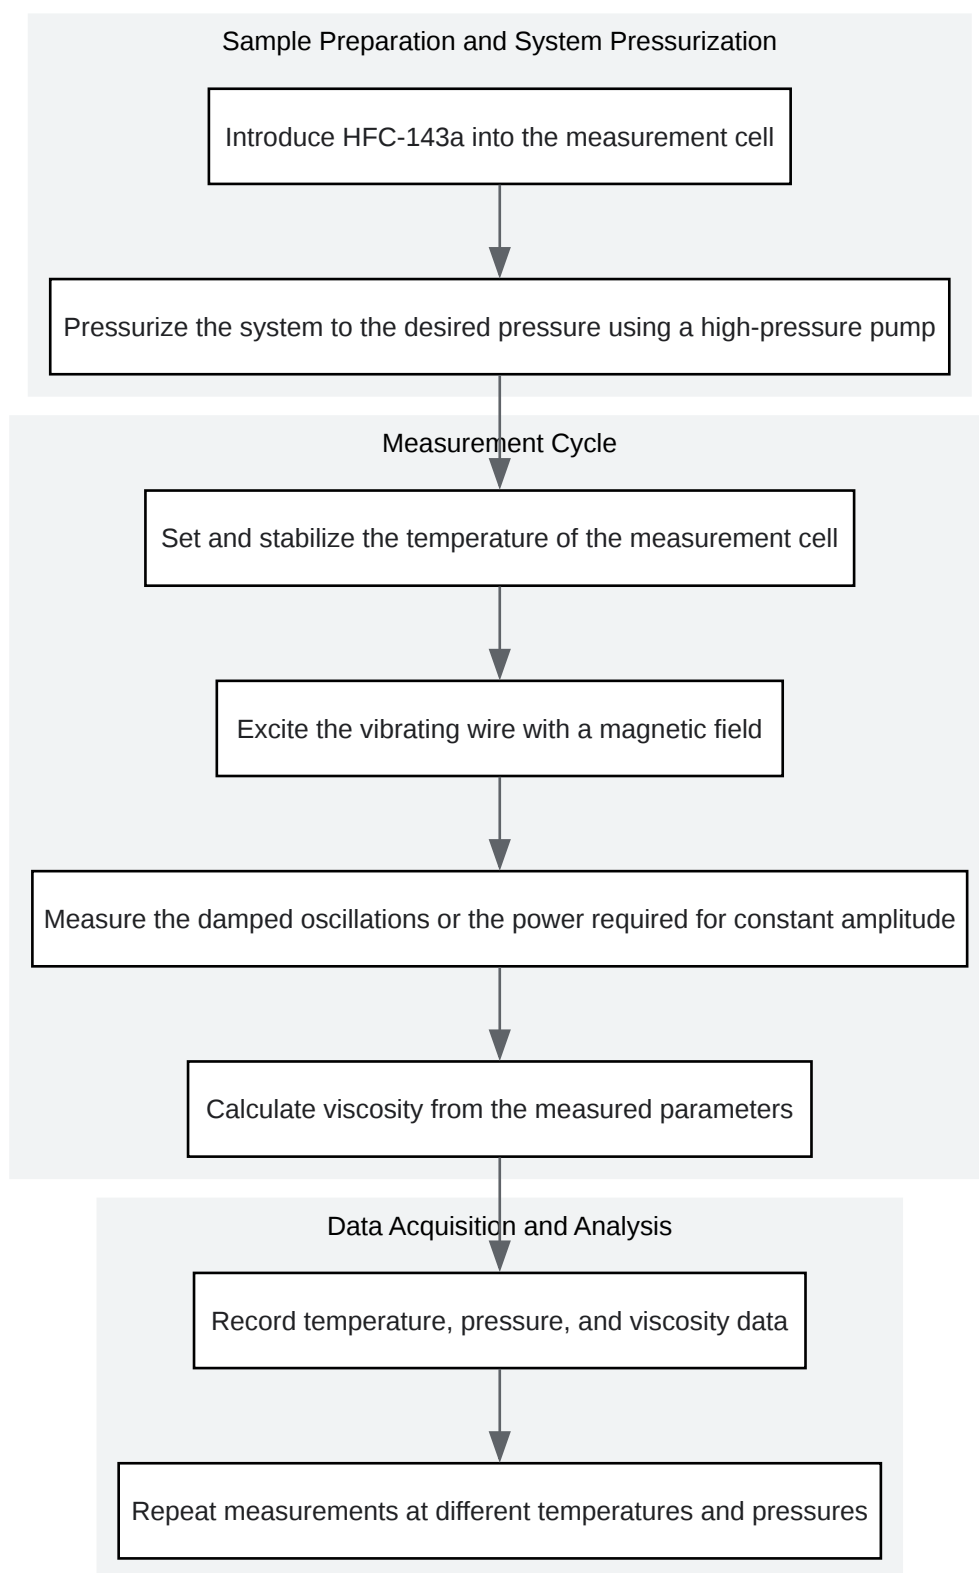 Sample Preparation and System Pressurization
Introduce HFC-143a into the measurement cell
Pressurize the system to the desired pressure using a high-pressure pump
Measurement Cycle
Set and stabilize the temperature of the measurement cell
Excite the vibrating wire with a magnetic field
Measure the damped oscillations or the power required for constant amplitude
Calculate viscosity from the measured parameters
Data Acquisition and Analysis
Record temperature, pressure, and viscosity data
Repeat measurements at different temperatures and pressures